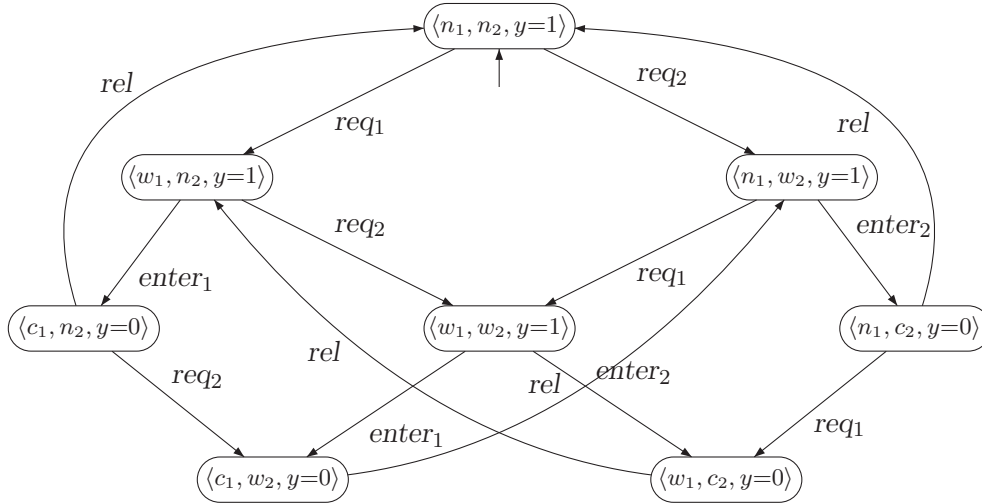 ⟨n₁, n₂, y=1⟩
rel
req₂
rel
req₁
⟨w₁, n₂, y=1⟩
⟨n₁, w₂, y=1⟩
req₂
enter₂
enter₁
req₁
⟨c₁, n₂, y=0⟩
⟨w₁, w₂, y=1⟩
⟨n₁, c₂, y=0⟩
rel
req₂
rel
enter₂
enter₁
req₁
⟨c₁, w₂, y=0⟩
⟨w₁, c₂, y=0⟩